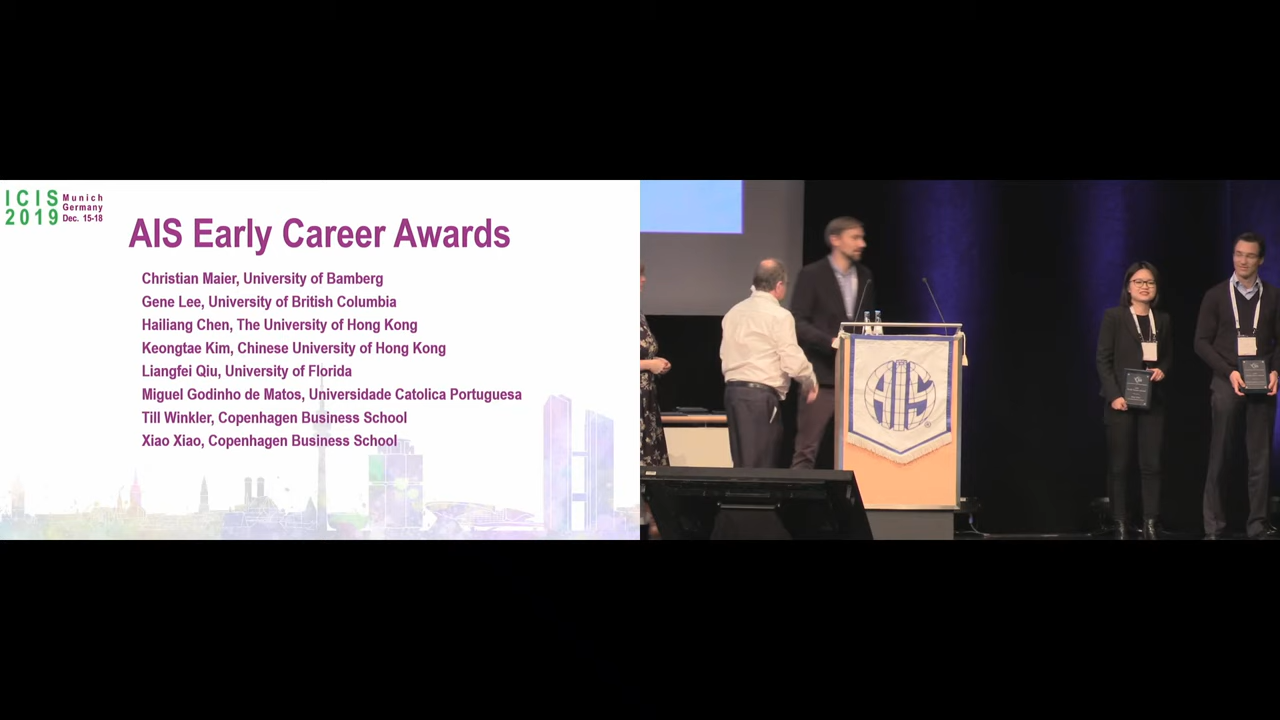 ICIS
2019
Munich
Germany
Dec. 15-18
AIS Early Career Awards
Christian Maier, University of Bamberg
Gene Lee, University of British Columbia
Hailiang Chen, The University of Hong Kong
Keongtae Kim, Chinese University of Hong Kong
Liangfei Qiu, University of Florida
Miguel Godinho de Matos, Universidade Catolica Portuguesa
Till Winkler, Copenhagen Business School
Xiao Xiao, Copenhagen Business School
AIS
®